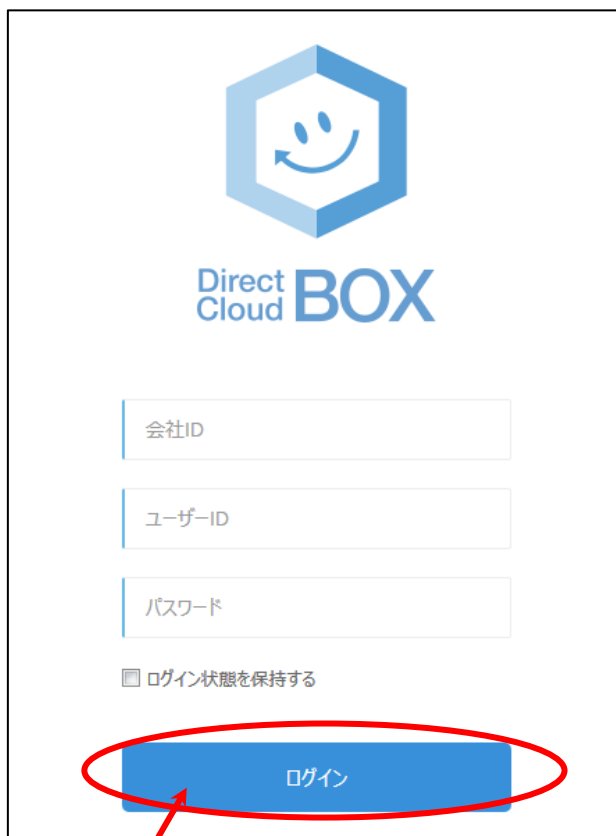 Direct
Cloud BOX
会社ID
ユーザーID
パスワード
ログイン状態を保持する
ログイン